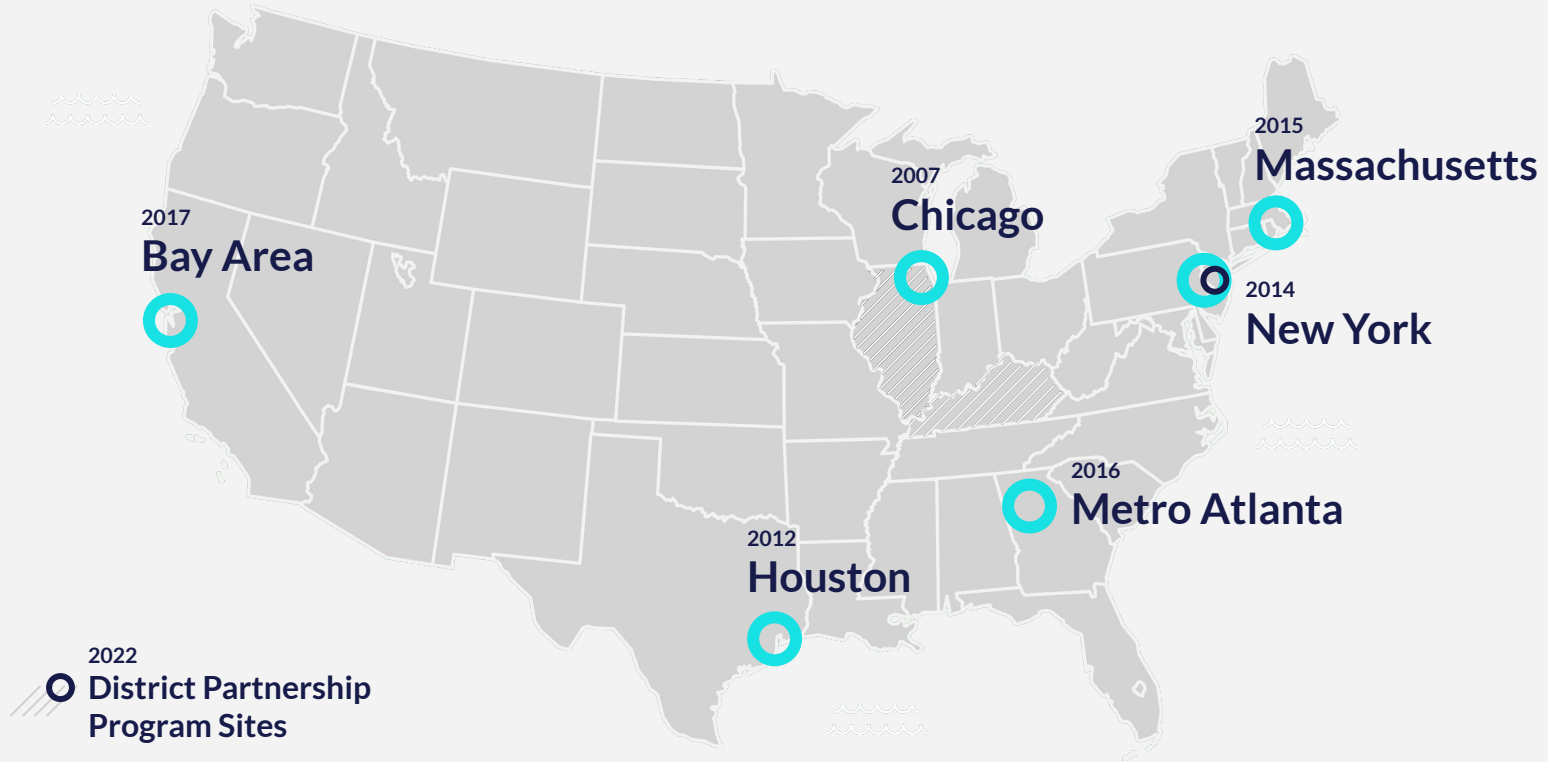 2015
Massachusetts
2007
Chicago
2017
Bay Area
2014
New York
2016
Metro Atlanta
2012
Houston
2022
District Partnership
Program Sites